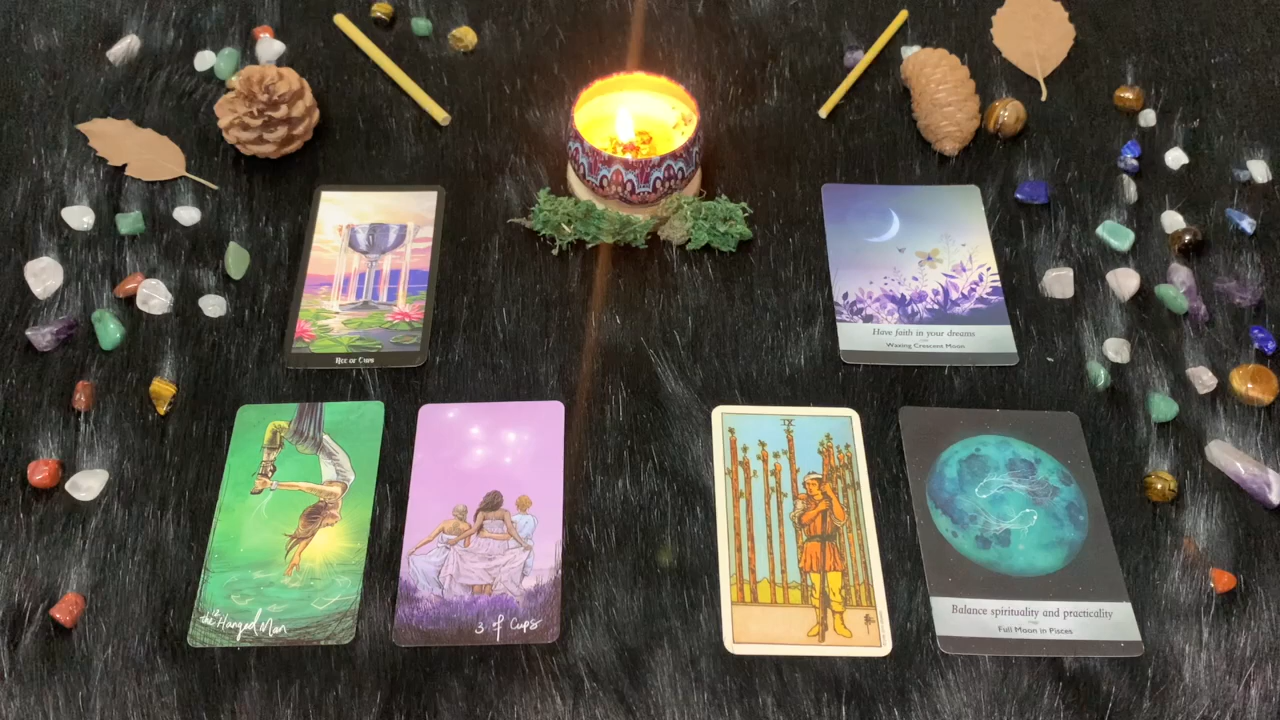 Ace of Cups
Have faith in your dreams
Waxing Crescent Moon
12
the Hanged Man
3 of Cups
IX
Balance spirituality and practicality
Full Moon in Pisces